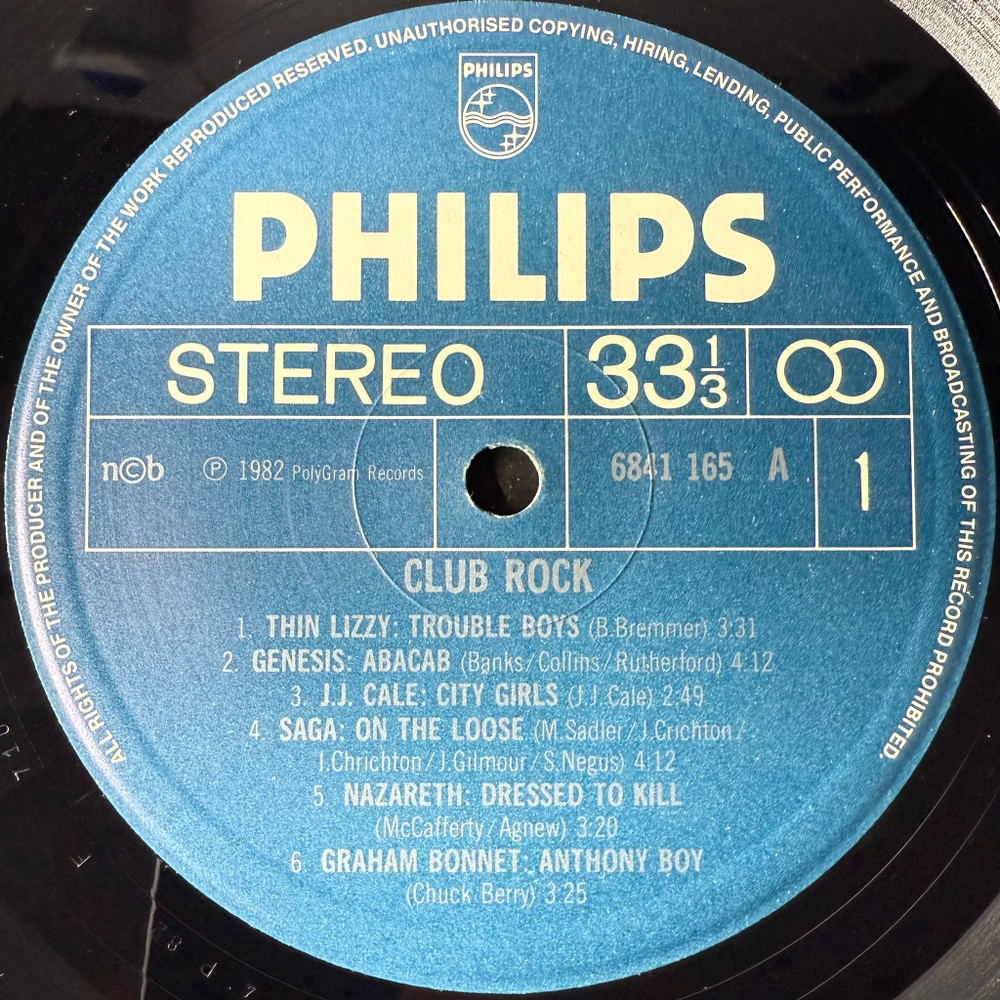 ALL RIGHTS OF THE PRODUCER AND OF THE OWNER OF THE WORK REPRODUCED RESERVED. UNAUTHORISED COPYING, HIRING, LENDING, PUBLIC PERFORMANCE AND BROADCASTING OF THIS RECORD PROHIBITED.
PHILIPS
PHILIPS
STEREO 33 1/3
n©b ℗ 1982 PolyGram Records 6841 165 A 1
CLUB ROCK
1. THIN LIZZY: TROUBLE BOYS (B.Bremmer) 3:31
2. GENESIS: ABACAB (Banks/Collins/Rutherford) 4:12
3. J.J. CALE: CITY GIRLS (J.J.Cale) 2:49
4. SAGA: ON THE LOOSE (M.Sadler/J.Crichton/
I.Chrichton/J.Gilmour/S.Negus) 4:12
5 NAZARETH: DRESSED TO KILL
(McCafferty/Agnew) 3:20
6. GRAHAM BONNET: ANTHONY BOY
(Chuck Berry) 3:25